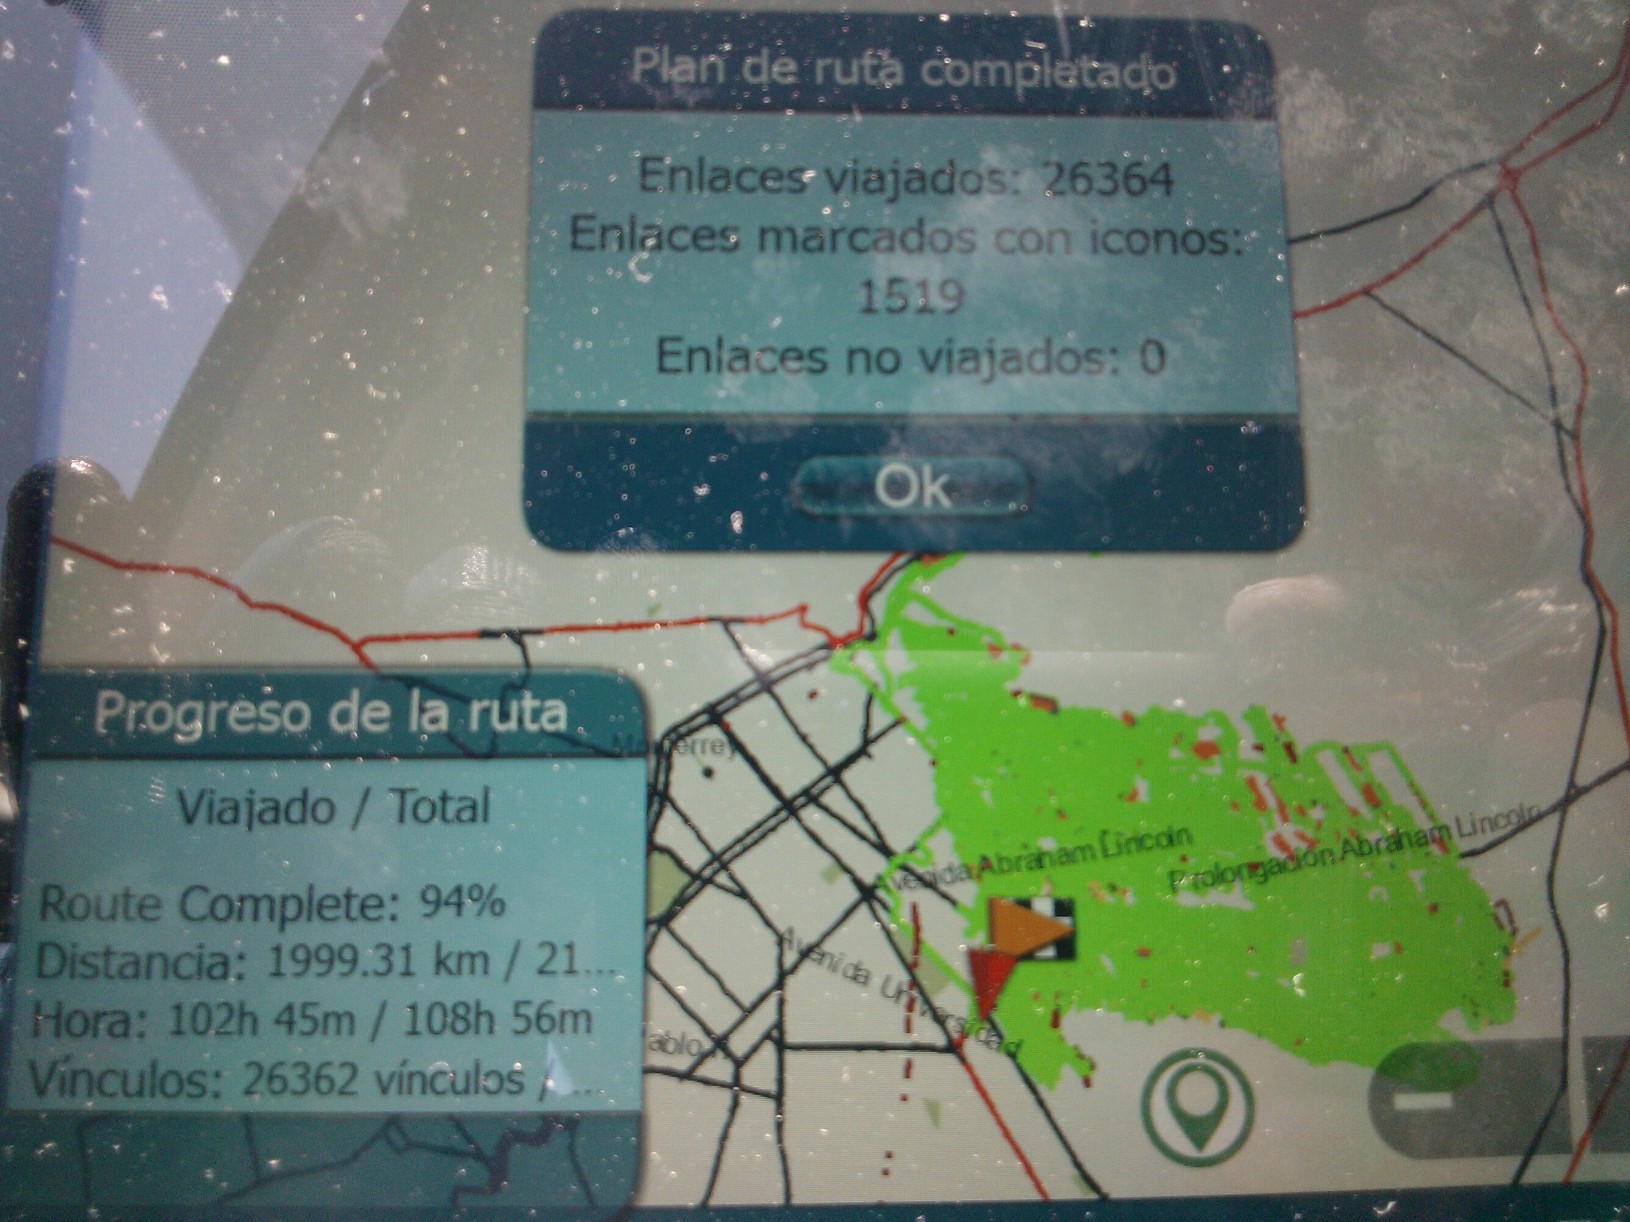 Plan de ruta completado
Enlaces viajados: 26364
Enlaces marcados con iconos:
1519
Enlaces no viajados: 0
Ok
Progreso de la ruta
Viajado / Total
Route Complete: 94%
Distancia: 1999.31 km / 21...
Hora: 102h 45m / 108h 56m
Vínculos: 26362 vínculos / ...
Monterrey
Avenida Abraham Lincoln
Prolongación Abraham Lincoln
Avenida Universidad